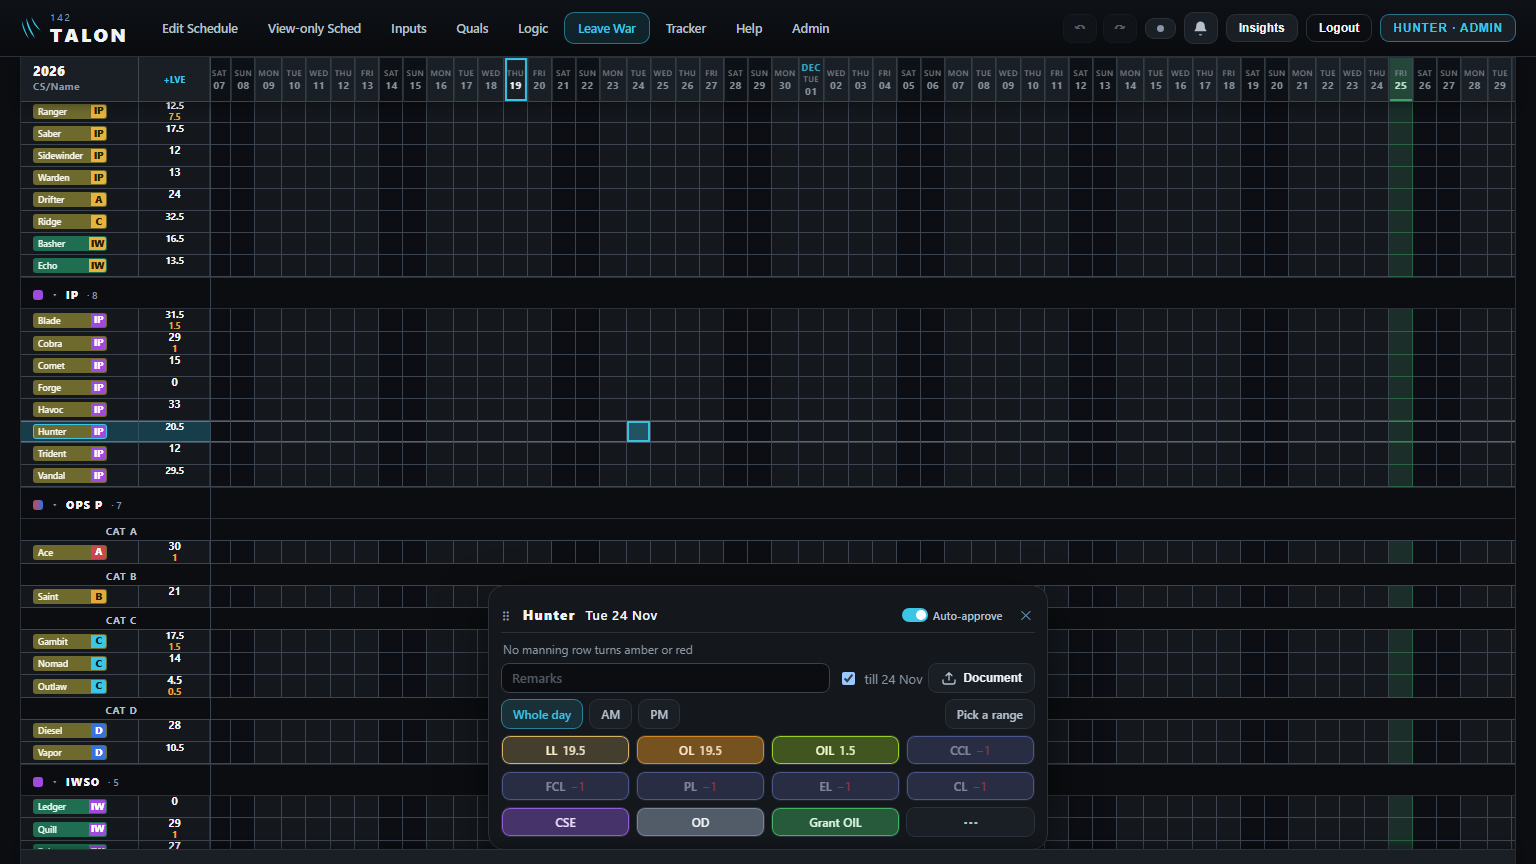 142
TALON
Edit Schedule
View-only Sched
Inputs
Quals
Logic
Leave War
Tracker
Help
Admin
Insights
Logout
HUNTER · ADMIN
2026
CS/Name
+LVE
SAT 07
SUN 08
MON 09
TUE 10
WED 11
THU 12
FRI 13
SAT 14
SUN 15
MON 16
TUE 17
WED 18
THU 19
FRI 20
SAT 21
SUN 22
MON 23
TUE 24
WED 25
THU 26
FRI 27
SAT 28
SUN 29
MON 30
DEC TUE 01
WED 02
THU 03
FRI 04
SAT 05
SUN 06
MON 07
TUE 08
WED 09
THU 10
FRI 11
SAT 12
SUN 13
MON 14
TUE 15
WED 16
THU 17
FRI 18
SAT 19
SUN 20
MON 21
TUE 22
WED 23
THU 24
FRI 25
SAT 26
SUN 27
MON 28
TUE 29
Ranger IP 12.5 7.5
Saber IP 17.5
Sidewinder IP 12
Warden IP 13
Drifter A 24
Ridge C 32.5
Basher IW 16.5
Echo IW 13.5
· IP · 8
Blade IP 31.5 1.5
Cobra IP 29 1
Comet IP 15
Forge IP 0
Havoc IP 33
Hunter IP 20.5
Trident IP 12
Vandal IP 29.5
· OPS P · 7
CAT A
Ace A 30 1
CAT B
Saint B 21
CAT C
Gambit C 17.5 1.5
Nomad C 14
Outlaw C 4.5 0.5
CAT D
Diesel D 28
Vapor D 10.5
· IWSO · 5
Ledger IW 0
Quill IW 29 1
27
Hunter Tue 24 Nov
Auto-approve
No manning row turns amber or red
Remarks
till 24 Nov
Document
Whole day
AM
PM
Pick a range
LL 19.5
OL 19.5
OIL 1.5
CCL −1
FCL −1
PL −1
EL −1
CL −1
CSE
OD
Grant OIL
---